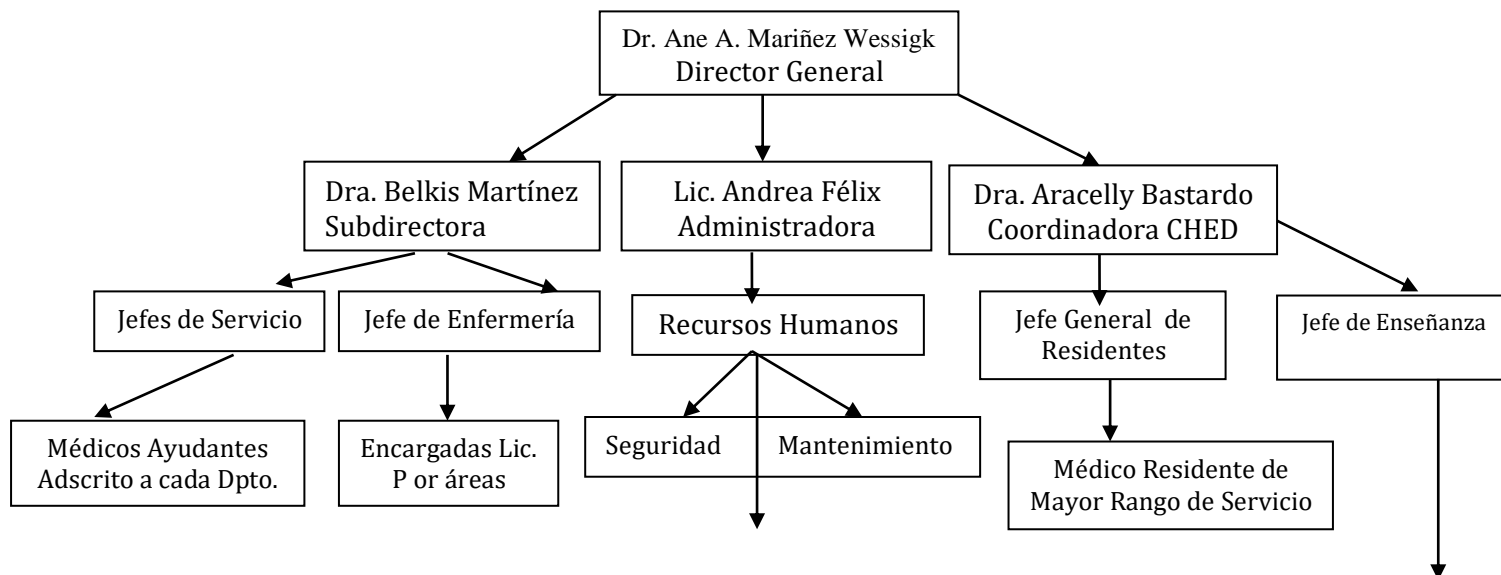 Dr. Ane A. Mariñez Wessigk
Director General
Dra. Belkis Martínez
Subdirectora
Lic. Andrea Félix
Administradora
Dra. Aracelly Bastardo
Coordinadora CHED
Jefes de Servicio
Jefe de Enfermería
Recursos Humanos
Jefe General de
Residentes
Jefe de Enseñanza
Médicos Ayudantes
Adscrito a cada Dpto.
Encargadas Lic.
P or áreas
Seguridad
Mantenimiento
Médico Residente de
Mayor Rango de Servicio